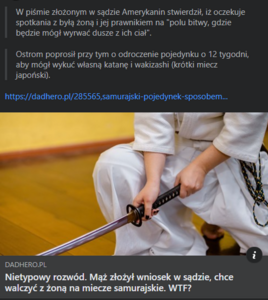 W piśmie złożonym w sądzie Amerykanin stwierdził, iż oczekuje
spotkania z byłą żoną i jej prawnikiem na "polu bitwy, gdzie
będzie mógł wyrwać dusze z ich ciał".
Ostrom poprosił przy tym o odroczenie pojedynku o 12 tygodni,
aby mógł wykuć własną katanę i wakizashi (krótki miecz
japoński).
https://dadhero.pl/285565,samurajski-pojedynek-sposobem...
DADHERO.PL
Nietypowy rozwód. Mąż złożył wniosek w sądzie, chce
walczyć z żoną na miecze samurajskie. WTF?